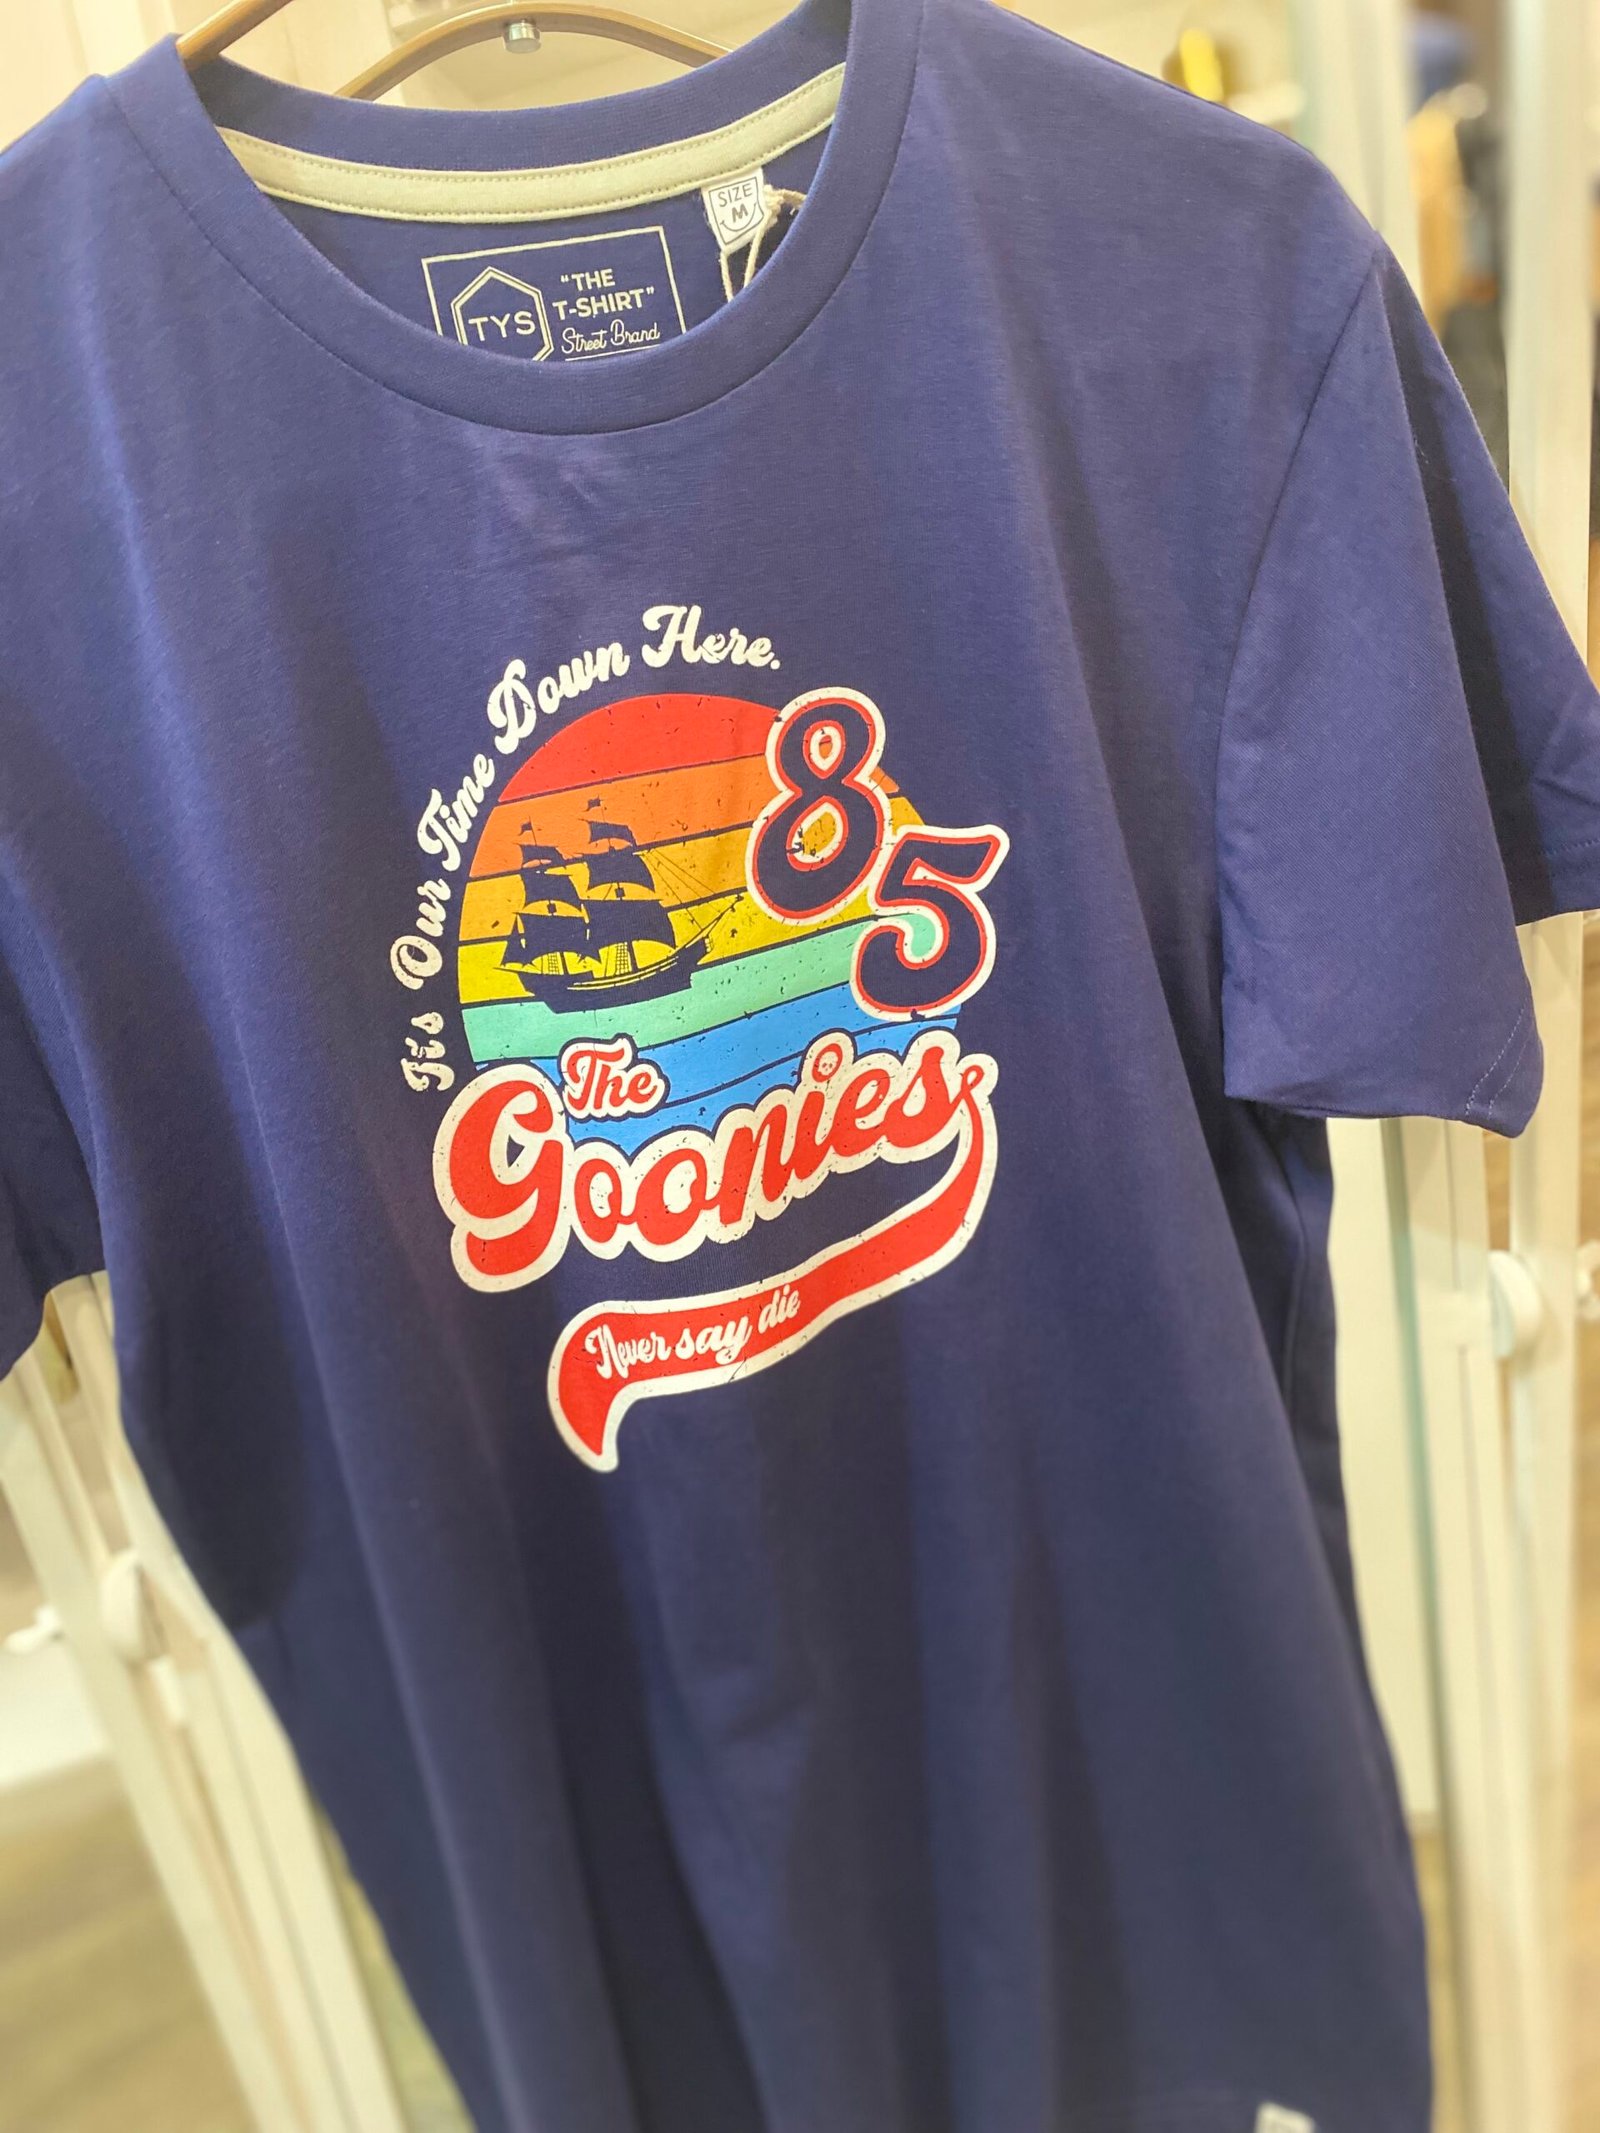 SIZE
M
TYS
"THE
T-SHIRT"
Street Brand
It's Our Time Down Here.
85
The
Goonies
Never say die